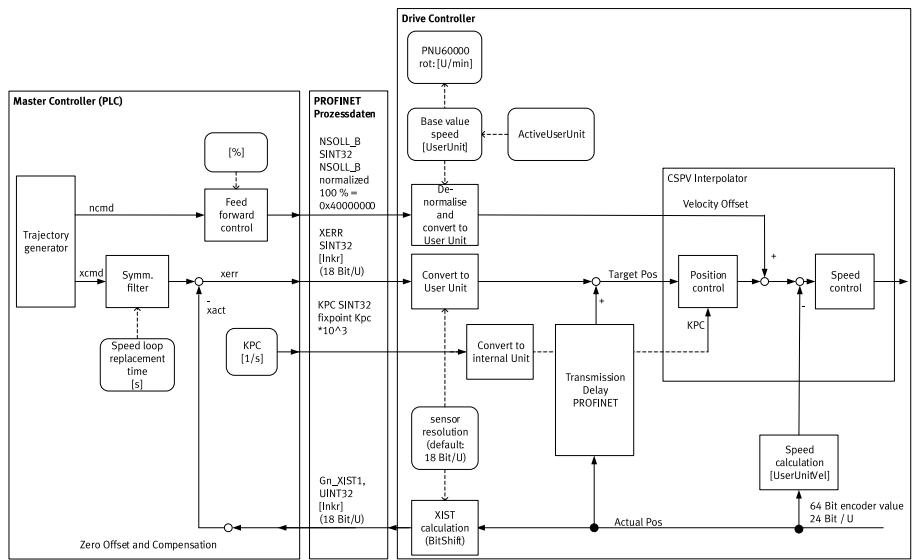 Drive Controller
PNU60000
rot: [U/min]
Master Controller (PLC)
PROFINET
Prozessdaten
Base value
speed
[UserUnit]
ActiveUserUnit
[%]
NSOLL_B
SINT32
NSOLL_B
normalized
100 % =
0x40000000
CSPV Interpolator
Trajectory
generator
ncmd
Feed
forward
control
De-
normalise
and
convert to
User Unit
Velocity Offset
XERR
SINT32
[Inkr]
(18 Bit/U)
+
xcmd
Symm.
filter
xerr
Convert to
User Unit
Target Pos
Position
control
Speed
control
-
xact
+
-
KPC SINT32
fixpoint Kpc
*10^3
KPC
Speed loop
replacement
time
[s]
KPC
[1/s]
Convert to
internal Unit
Transmission
Delay
PROFINET
sensor
resolution
(default:
18 Bit/U)
Speed
calculation
[UserUnitVel]
Gn_XIST1,
UINT32
[Inkr]
(18 Bit/U)
XIST
calculation
(BitShift)
Actual Pos
64 Bit encoder value
24 Bit / U
Zero Offset and Compensation